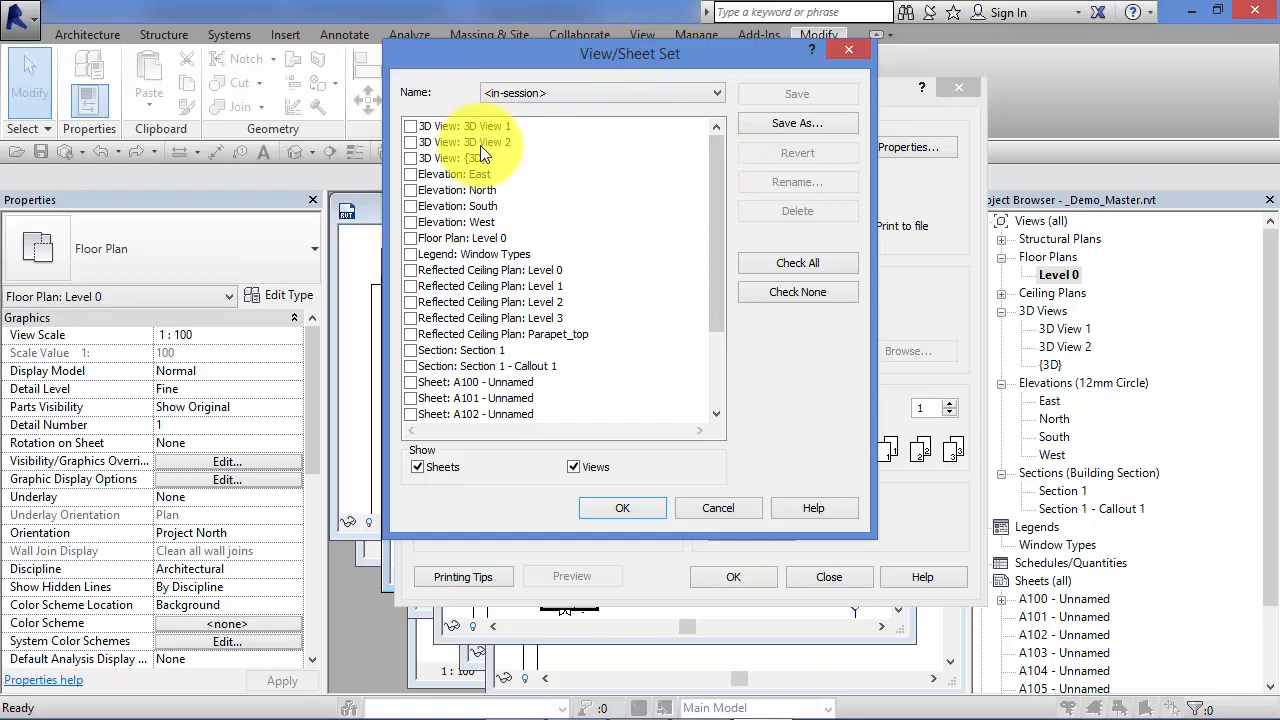 Type a keyword or phrase
Sign In
Architecture
Structure
Systems
Insert
Annotate
Analyze
Massing & Site
Collaborate
View
Manage
Add-Ins
Modify
Modify
Notch
Cut
Join
Paste
Select
Properties
Clipboard
Geometry
View/Sheet Set
Name:
<in-session>
Save
Save As...
Revert
Rename...
Delete
Check All
Check None
3D View: 3D View 1
3D View: 3D View 2
3D View: {3D}
Elevation: East
Elevation: North
Elevation: South
Elevation: West
Floor Plan: Level 0
Legend: Window Types
Reflected Ceiling Plan: Level 0
Reflected Ceiling Plan: Level 1
Reflected Ceiling Plan: Level 2
Reflected Ceiling Plan: Level 3
Reflected Ceiling Plan: Parapet_top
Section: Section 1
Section: Section 1 - Callout 1
Sheet: A100 - Unnamed
Sheet: A101 - Unnamed
Sheet: A102 - Unnamed
Show
Sheets
Views
OK
Cancel
Help
Properties...
Print to file
Browse...
1
Printing Tips
Preview
OK
Close
Help
Properties
RVT
Floor Plan
Floor Plan: Level 0
Edit Type
Graphics
View Scale 1 : 100
Scale Value 1: 100
Display Model Normal
Detail Level Fine
Parts Visibility Show Original
Detail Number 1
Rotation on Sheet None
Visibility/Graphics Overri... Edit...
Graphic Display Options Edit...
Underlay None
Underlay Orientation Plan
Orientation Project North
Wall Join Display Clean all wall joins
Discipline Architectural
Show Hidden Lines By Discipline
Color Scheme Location Background
Color Scheme <none>
System Color Schemes Edit...
Default Analysis Display ... None
Properties help
Apply
1 : 100
Project Browser - _Demo_Master.rvt
Views (all)
Structural Plans
Floor Plans
Level 0
Ceiling Plans
3D Views
3D View 1
3D View 2
{3D}
Elevations (12mm Circle)
East
North
South
West
Sections (Building Section)
Section 1
Section 1 - Callout 1
Legends
Window Types
Schedules/Quantities
Sheets (all)
A100 - Unnamed
A101 - Unnamed
A102 - Unnamed
A103 - Unnamed
A104 - Unnamed
A105 - Unnamed
Ready
:0
Main Model
:0